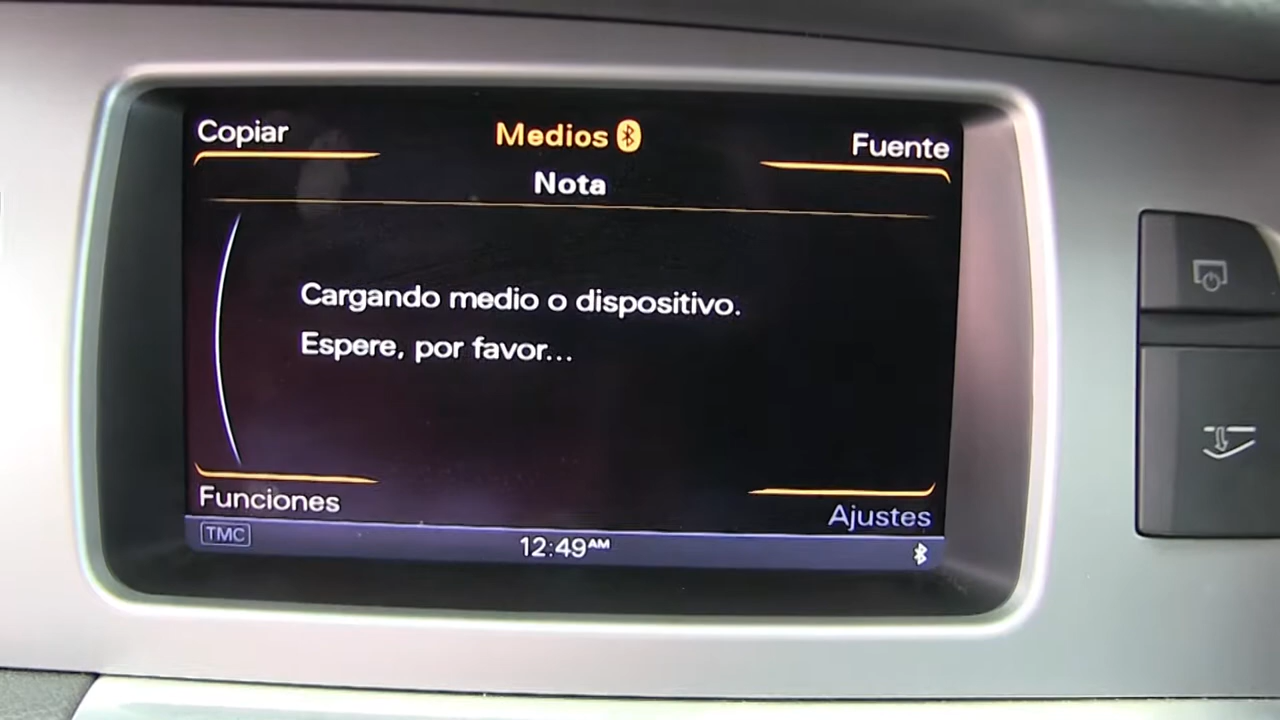 Copiar
Medios
Fuente
Nota
Cargando medio o dispositivo.
Espere, por favor...
Funciones
Ajustes
TMC
12:49AM